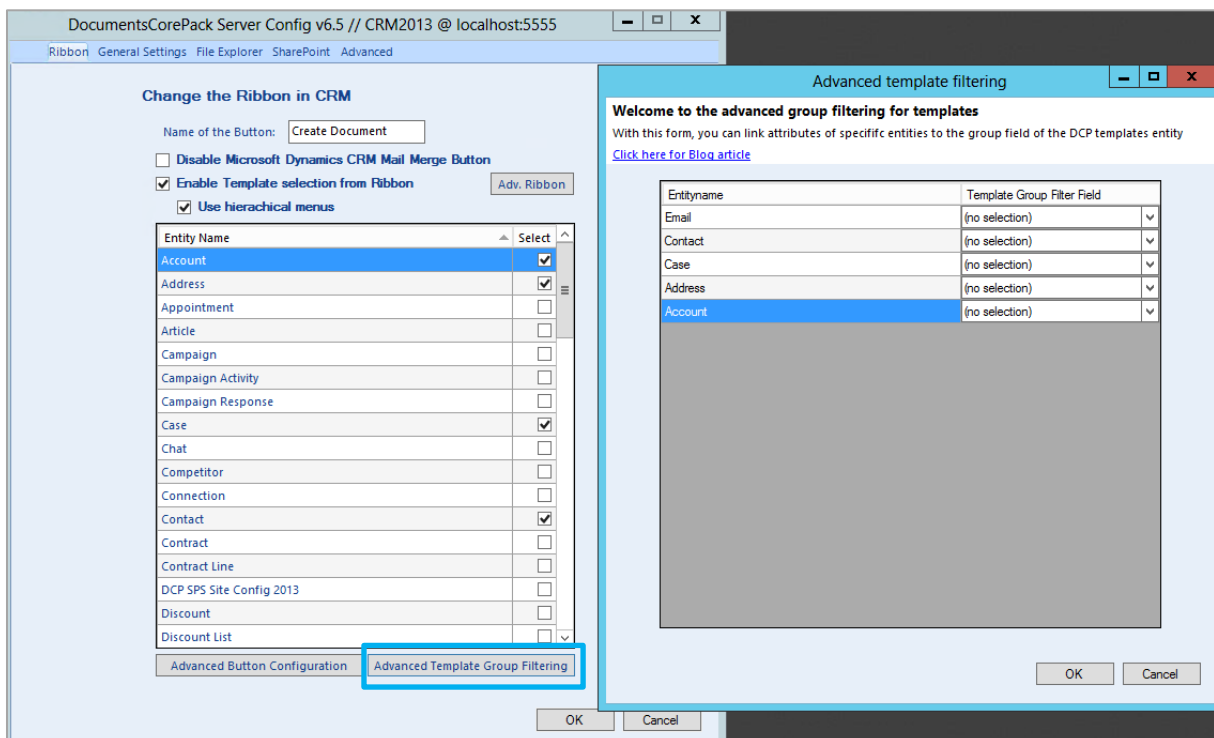 DocumentsCorePack Server Config v6.5 // CRM2013 @ localhost:5555
Ribbon General Settings File Explorer SharePoint Advanced
Change the Ribbon in CRM
Name of the Button: Create Document
Disable Microsoft Dynamics CRM Mail Merge Button
Enable Template selection from Ribbon Adv. Ribbon
Use hierachical menus
Entity Name Select
Account
Address
Appointment
Article
Campaign
Campaign Activity
Campaign Response
Case
Chat
Competitor
Connection
Contact
Contract
Contract Line
DCP SPS Site Config 2013
Discount
Discount List
Advanced Button Configuration Advanced Template Group Filtering
OK Cancel
Advanced template filtering
Welcome to the advanced group filtering for templates
With this form, you can link attributes of specififc entities to the group field of the DCP templates entity
Click here for Blog article
Entityname Template Group Filter Field
Email (no selection)
Contact (no selection)
Case (no selection)
Address (no selection)
Account (no selection)
OK Cancel